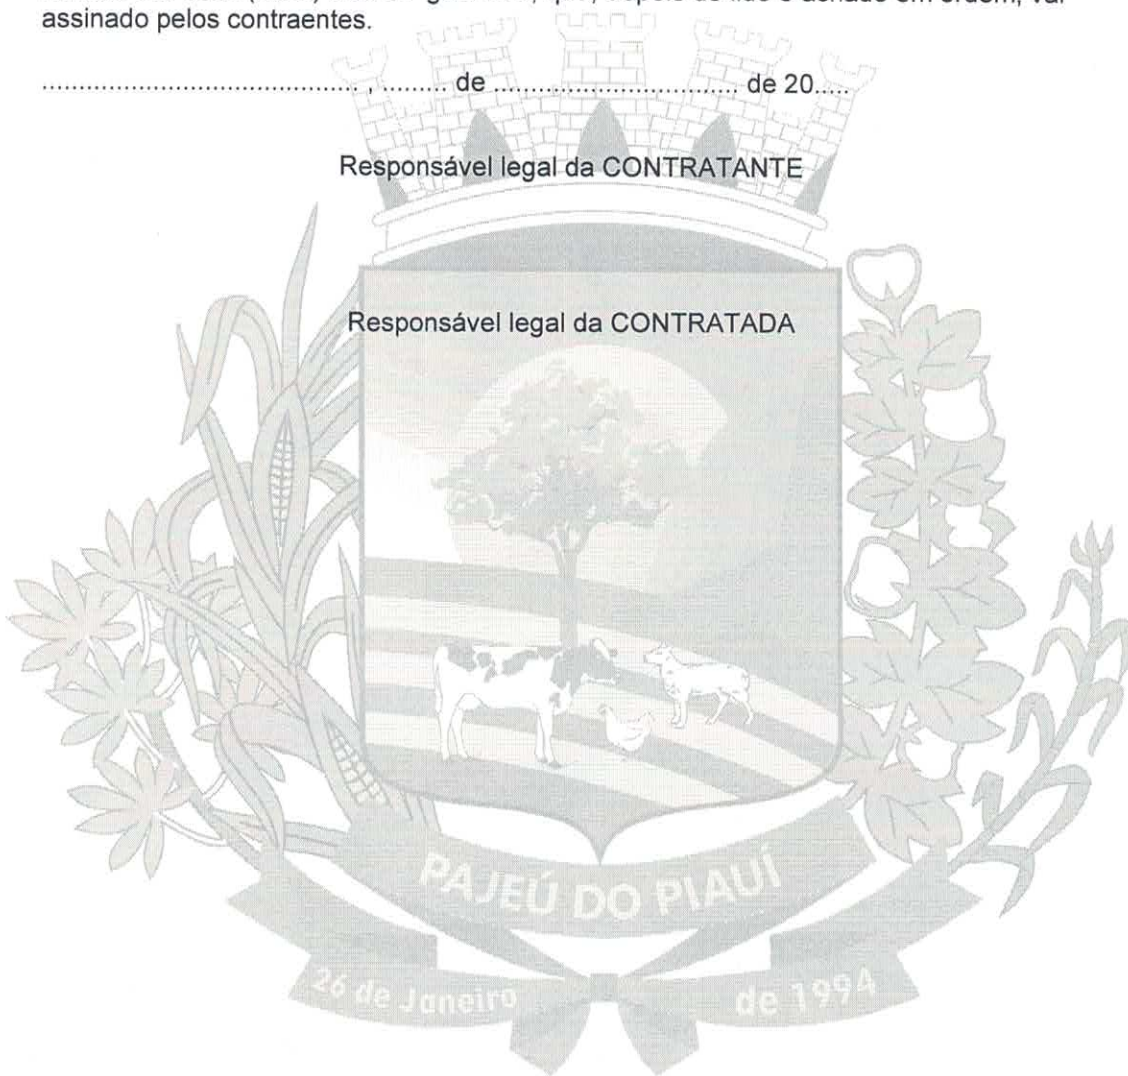 assinado pelos contraentes.
.........................................., ......... de ................................. de 20.....
Responsável legal da CONTRATANTE
Responsável legal da CONTRATADA
PAJEÚ DO PIAUÍ
26 de Janeiro de 1994